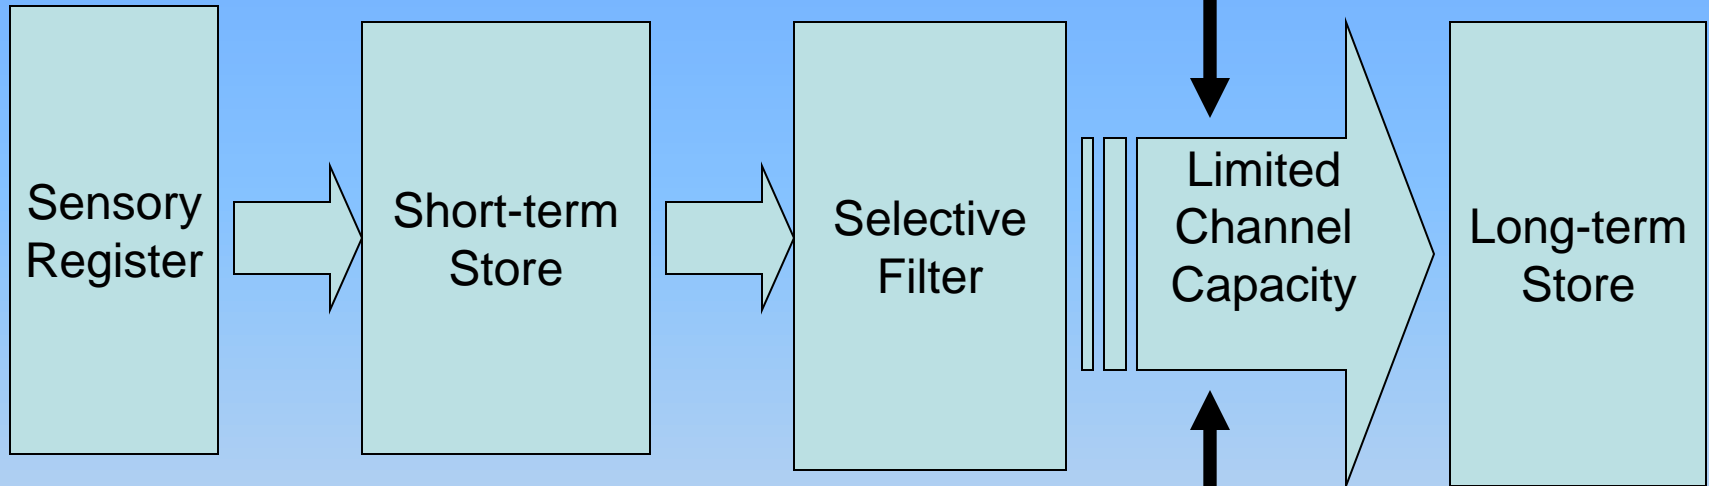 Sensory
Register
Short-term
Store
Selective
Filter
Limited
Channel
Capacity
Long-term
Store